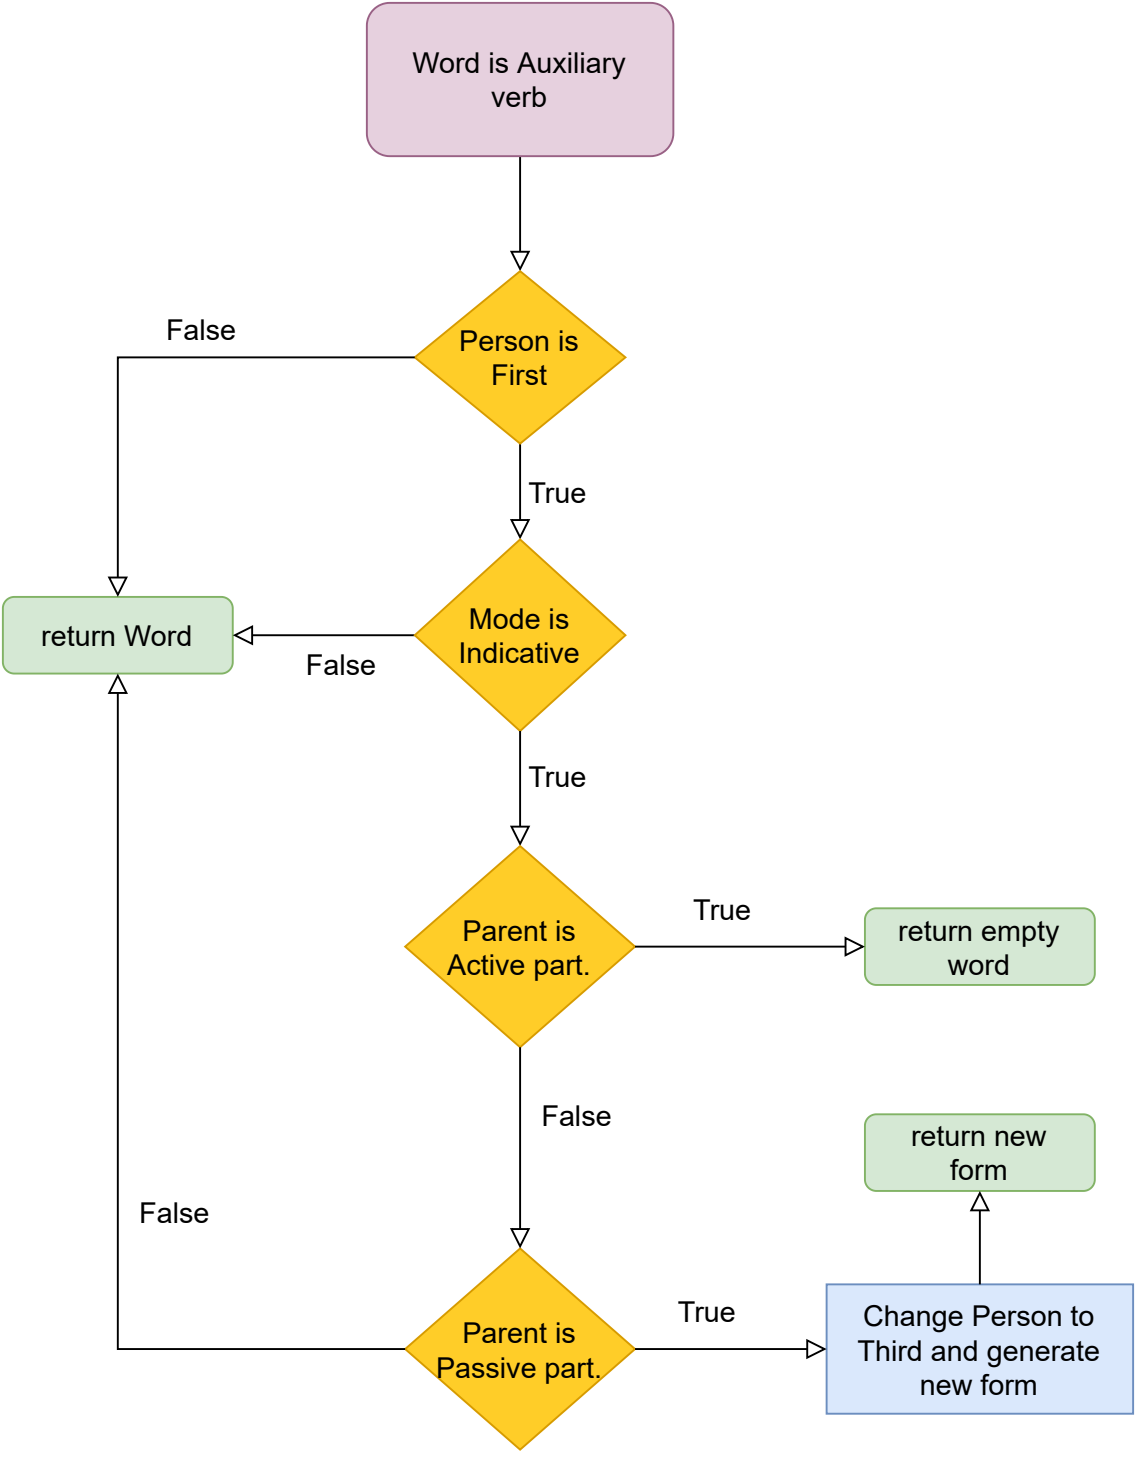 Word is Auxiliary
verb
False
Person is
First
True
return Word
Mode is
Indicative
False
True
Parent is
Active part.
True
return empty
word
False
return new
form
False
Parent is
Passive part.
True
Change Person to
Third and generate
new form